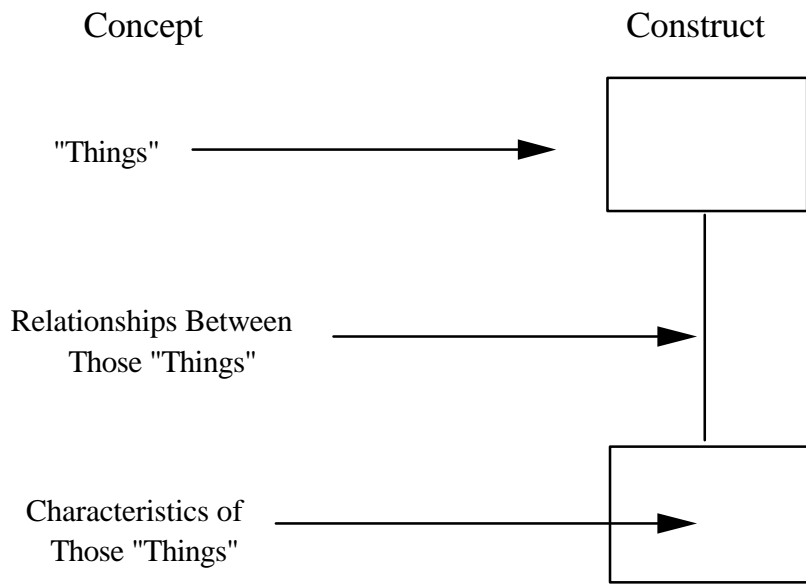 Concept
Construct
"Things"
Relationships Between
Those "Things"
Characteristics of
Those "Things"